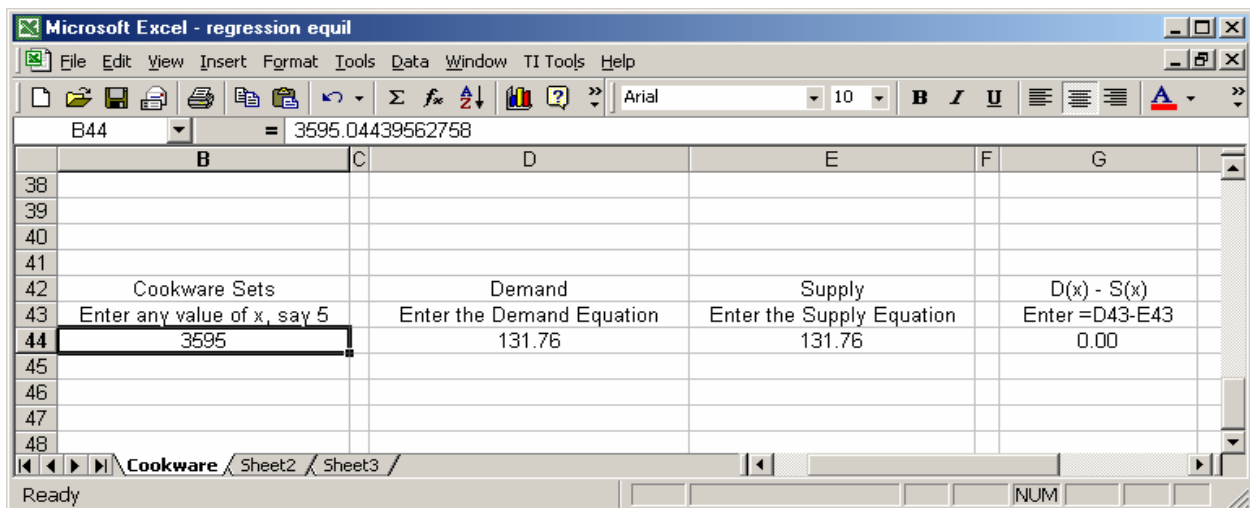 Microsoft Excel - regression equil
File Edit View Insert Format Tools Data Window TI Tools Help
Arial 10 B I U A
B44 = 3595.04439562758
B C D E F G
38
39
40
41
42 Cookware Sets Demand Supply D(x) - S(x)
43 Enter any value of x, say 5 Enter the Demand Equation Enter the Supply Equation Enter =D43-E43
44 3595 131.76 131.76 0.00
45
46
47
48
Cookware Sheet2 Sheet3
Ready NUM